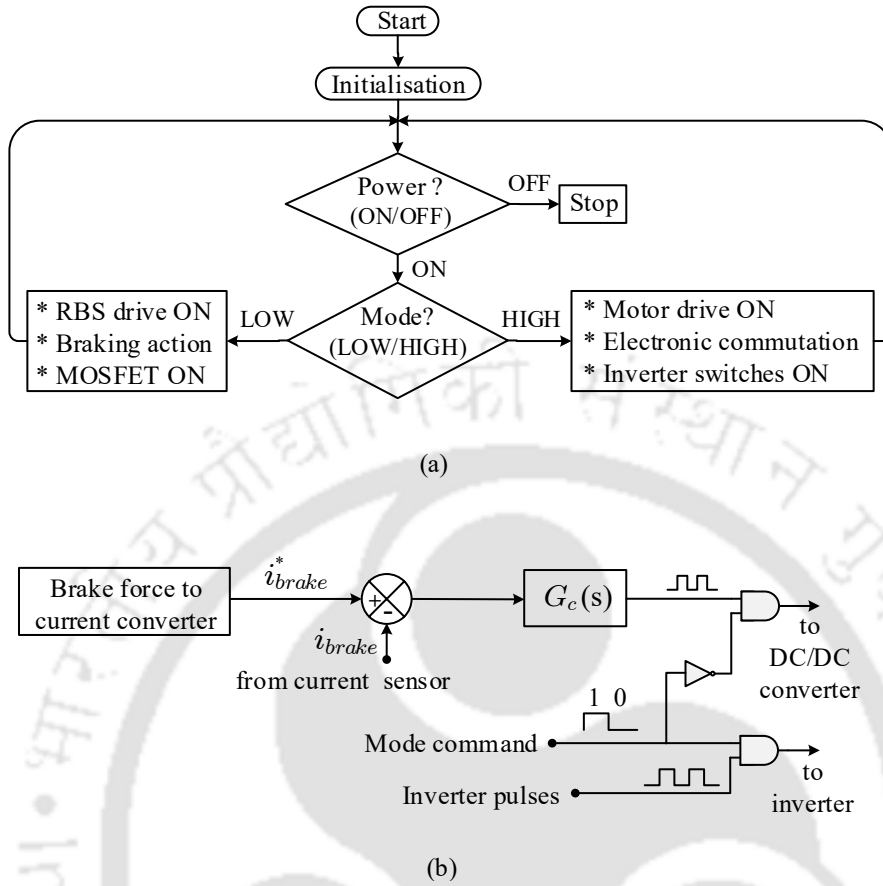 Start
Initialisation
Power ?
(ON/OFF)
OFF
Stop
ON
* RBS drive ON
* Braking action
* MOSFET ON
LOW
Mode?
(LOW/HIGH)
HIGH
* Motor drive ON
* Electronic commutation
* Inverter switches ON
(a)
Brake force to
current converter
i*brake
+
-
Gc(s)
ibrake
from current sensor
to
DC/DC
converter
1 0
Mode command
Inverter pulses
to
inverter
(b)